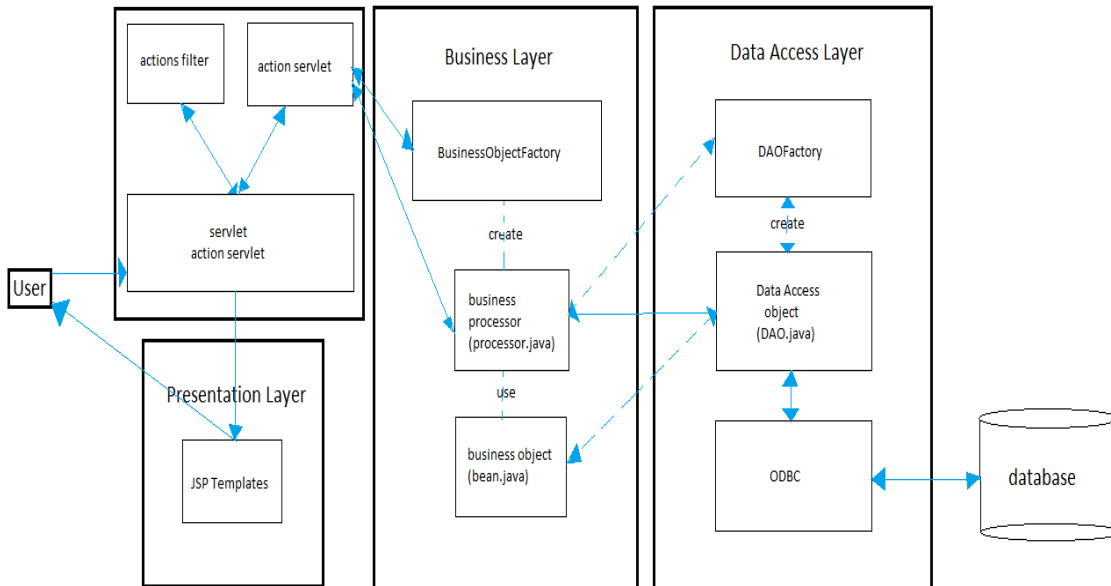 actions filter
action servlet
servlet
action servlet
User
Presentation Layer
JSP Templates
Business Layer
BusinessObjectFactory
create
business
processor
(processor.java)
use
business object
(bean.java)
Data Access Layer
DAOFactory
create
Data Access
object
(DAO.java)
ODBC
database